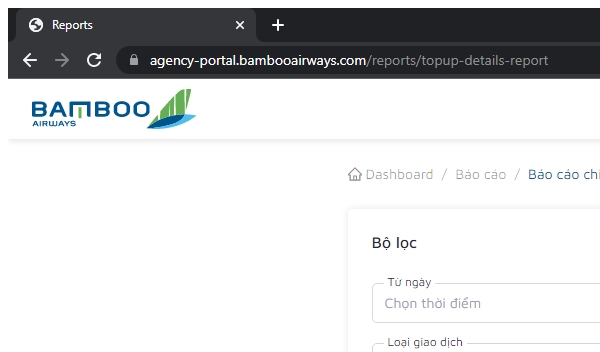 Reports
agency-portal.bambooairways.com/reports/topup-details-report
BAMBOO
AIRWAYS
Dashboard / Báo cáo / Báo cáo chi
Bộ lọc
Từ ngày
Chọn thời điểm
Loại giao dịch